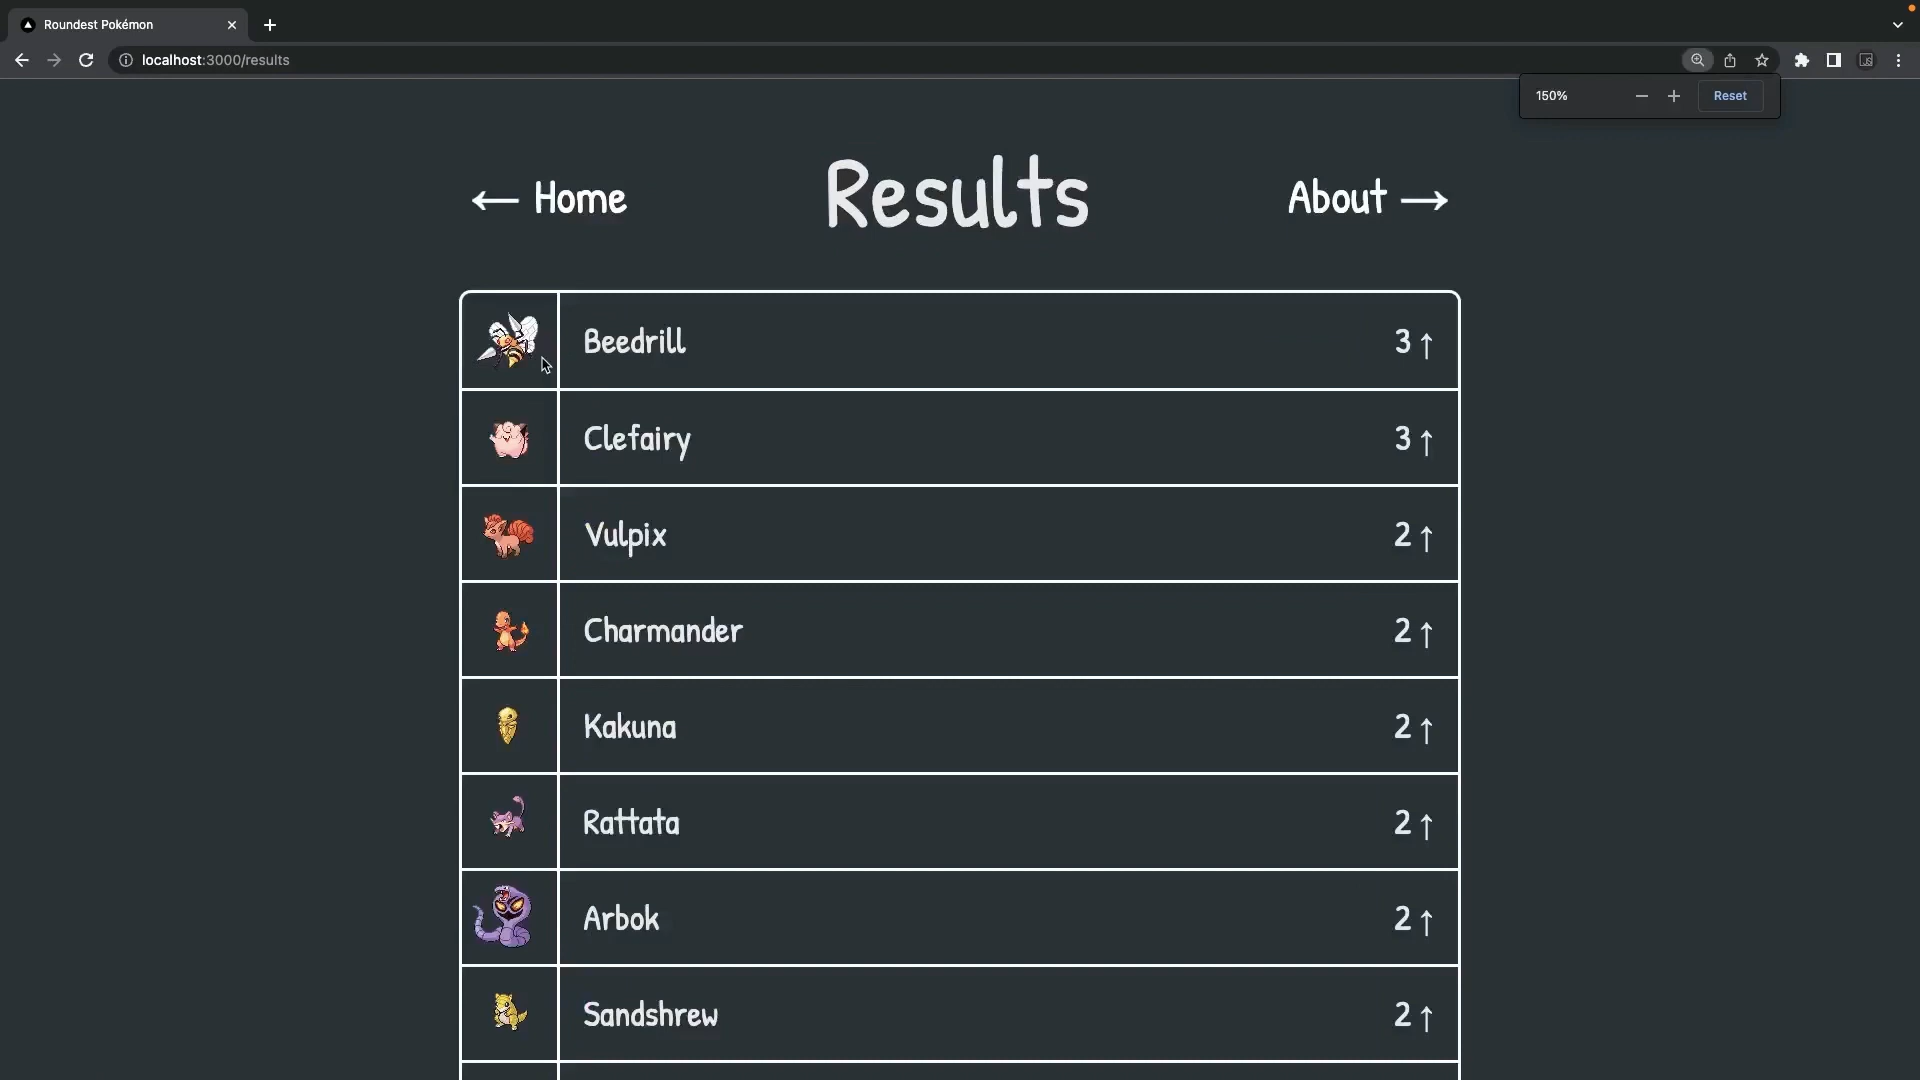 Roundest Pokémon
localhost:3000/results
150%
Reset
← Home
Results
About →
Beedrill
3 ↑
Clefairy
3 ↑
Vulpix
2 ↑
Charmander
2 ↑
Kakuna
2 ↑
Rattata
2 ↑
Arbok
2 ↑
Sandshrew
2 ↑